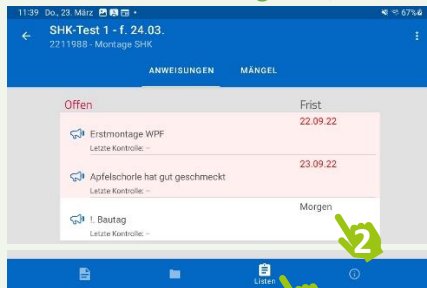 11:39 Do., 23. März • 67%
SHK-Test 1 - f. 24.03.
2211988 - Montage SHK
ANWEISUNGEN MÄNGEL
Offen Frist
22.09.22
Erstmontage WPF
Letzte Kontrolle: –
23.09.22
Apfelschorle hat gut geschmeckt
Letzte Kontrolle: –
Morgen
!. Bautag
Letzte Kontrolle: –
2
Listen